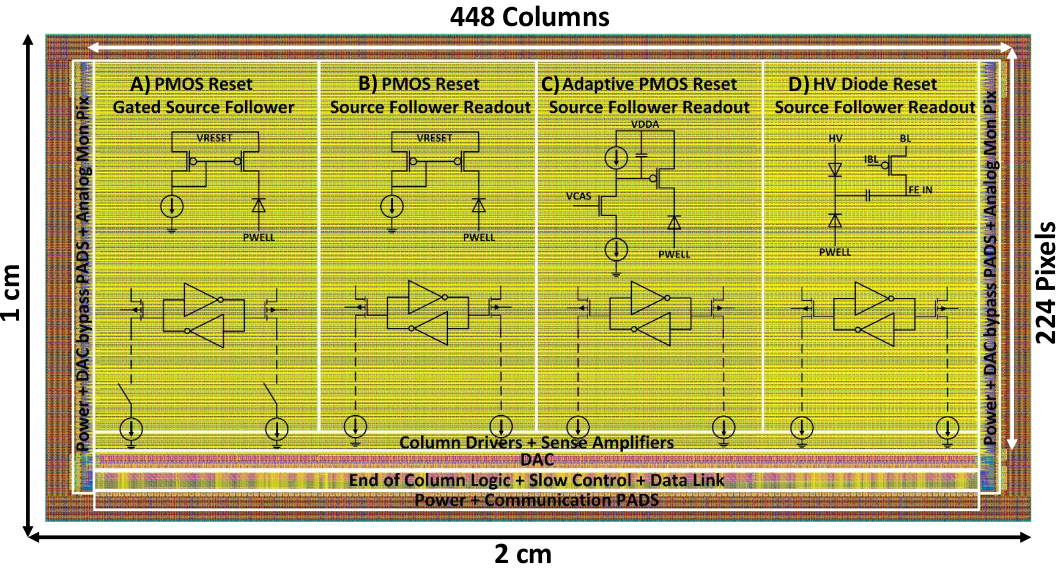 448 Columns
1 cm
Power + DAC bypass PADS + Analog Mon Pix
A) PMOS Reset
Gated Source Follower
VRESET
PWELL
B) PMOS Reset
Source Follower Readout
VRESET
PWELL
C) Adaptive PMOS Reset
Source Follower Readout
VDDA
VCAS
PWELL
D) HV Diode Reset
Source Follower Readout
HV
BL
IBL
FE IN
PWELL
Power + DAC bypass PADS + Analog Mon Pix
224 Pixels
Column Drivers + Sense Amplifiers
DAC
End of Column Logic + Slow Control + Data Link
Power + Communication PADS
2 cm